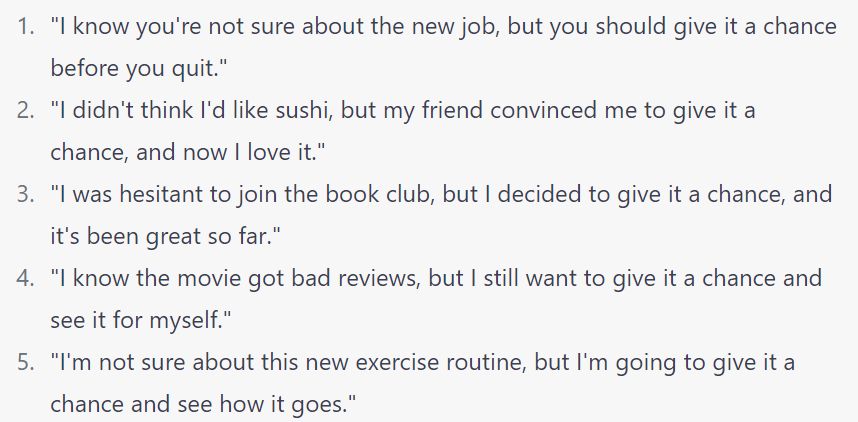 1. "I know you're not sure about the new job, but you should give it a chance
before you quit."
2. "I didn't think I'd like sushi, but my friend convinced me to give it a
chance, and now I love it."
3. "I was hesitant to join the book club, but I decided to give it a chance, and
it's been great so far."
4. "I know the movie got bad reviews, but I still want to give it a chance and
see it for myself."
5. "I'm not sure about this new exercise routine, but I'm going to give it a
chance and see how it goes."